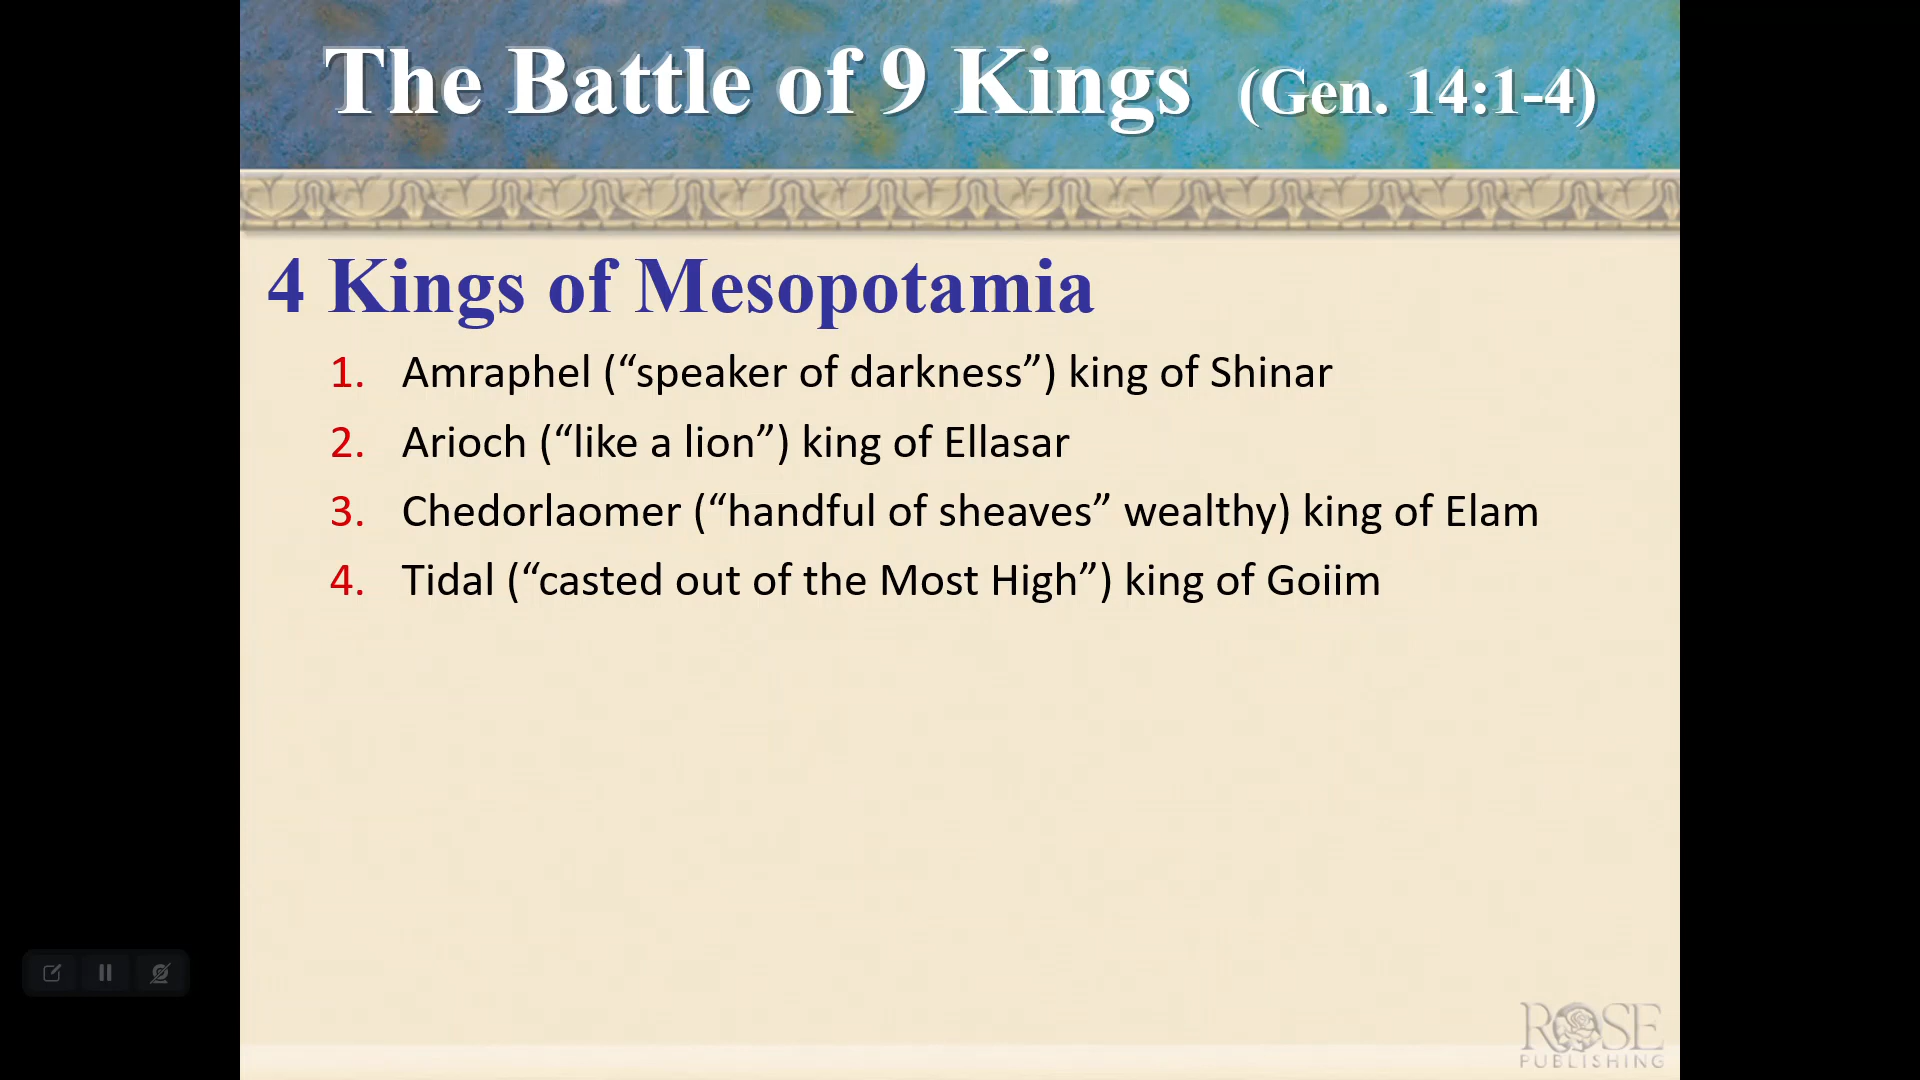 The Battle of 9 Kings (Gen. 14:1-4)
4 Kings of Mesopotamia
1. Amraphel (“speaker of darkness”) king of Shinar
2. Arioch (“like a lion”) king of Ellasar
3. Chedorlaomer (“handful of sheaves” wealthy) king of Elam
4. Tidal (“casted out of the Most High”) king of Goiim
ROSE
PUBLISHING